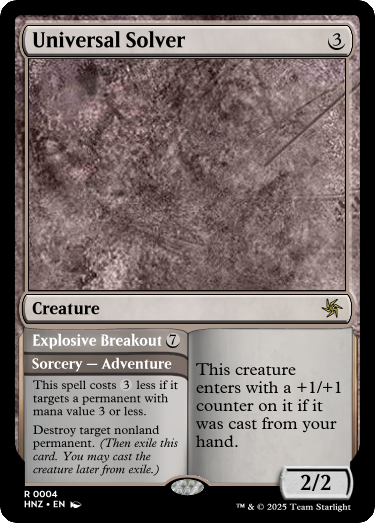 Universal Solver 3
Creature
Explosive Breakout 7
Sorcery — Adventure
This spell costs 3 less if it
targets a permanent with
mana value 3 or less.
Destroy target nonland
permanent. (Then exile this
card. You may cast the
creature later from exile.)
This creature
enters with a +1/+1
counter on it if it
was cast from your
hand.
2/2
R 0004
HNZ • EN
™ & © 2025 Team Starlight